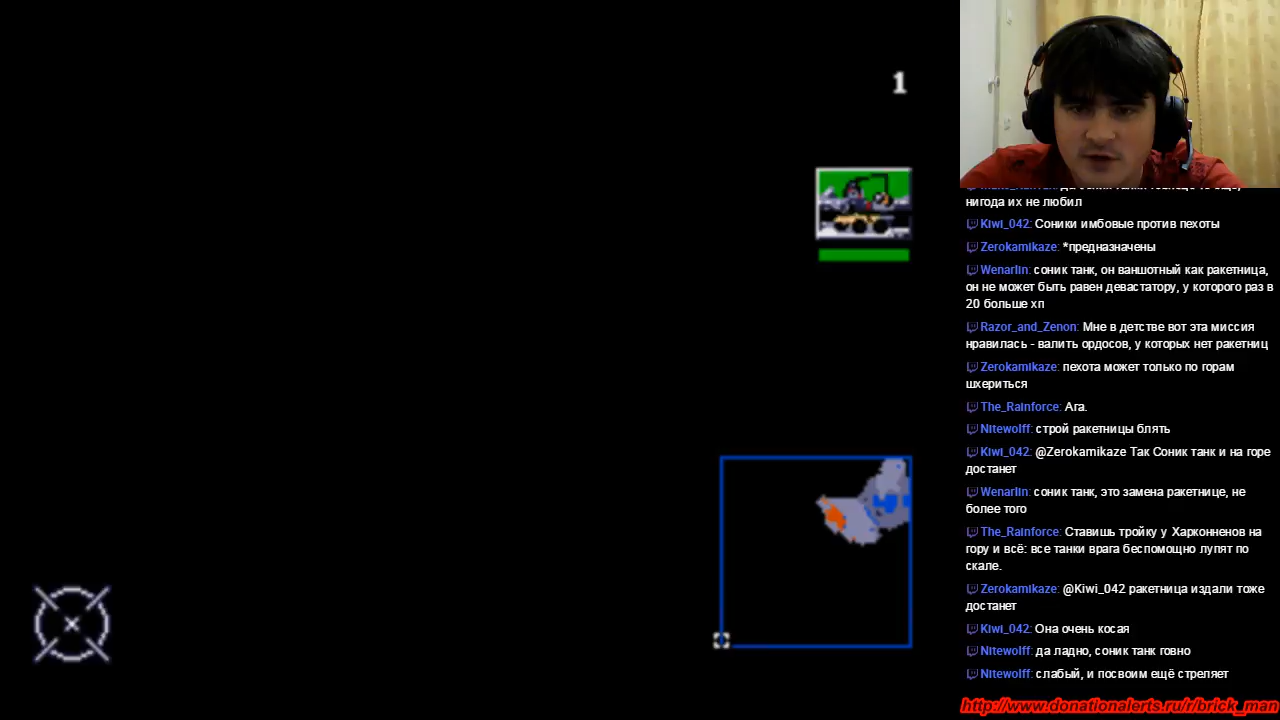 1
нигода их не любил
Kiwi_042: Соники имбовые против пехоты
Zerokamikaze: *предназначены
Wenarlin: соник танк, он ваншотный как ракетница,
он не может быть равен девастатору, у которого раз в
20 больше хп
Razor_and_Zenon: Мне в детстве вот эта миссия
нравилась - валить ордосов, у которых нет ракетниц
Zerokamikaze: пехота может только по горам
шхериться
The_Rainforce: Ага.
Nitewolff: строй ракетницы блять
Kiwi_042: @Zerokamikaze Так Соник танк и на горе
достанет
Wenarlin: соник танк, это замена ракетнице, не
более того
The_Rainforce: Ставишь тройку у Харконненов на
гору и всё: все танки врага беспомощно лупят по
скале.
Zerokamikaze: @Kiwi_042 ракетница издали тоже
достанет
Kiwi_042: Она очень косая
Nitewolff: да ладно, соник танк говно
Nitewolff: слабый, и посвоим ещё стреляет
http://www.donationalerts.ru/r/brick_man